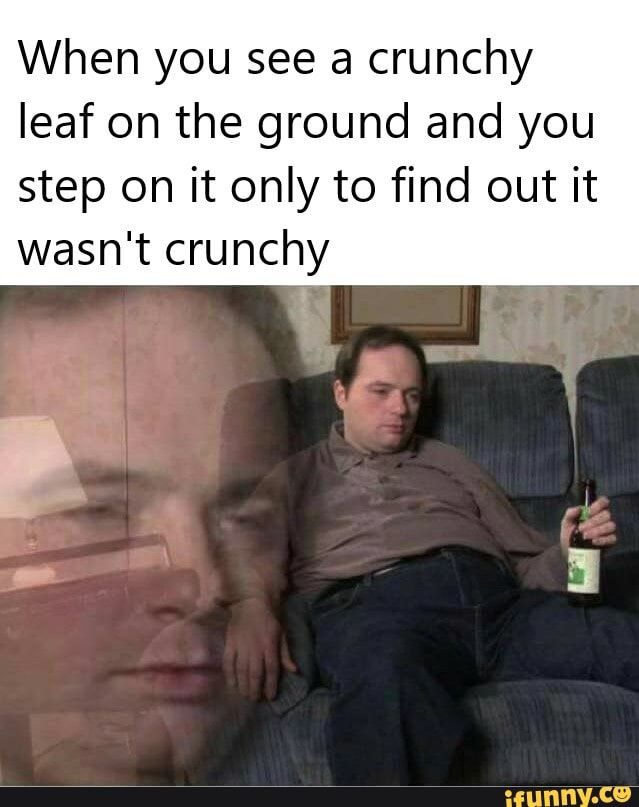 When you see a crunchy
leaf on the ground and you
step on it only to find out it
wasn't crunchy
ifunny.co